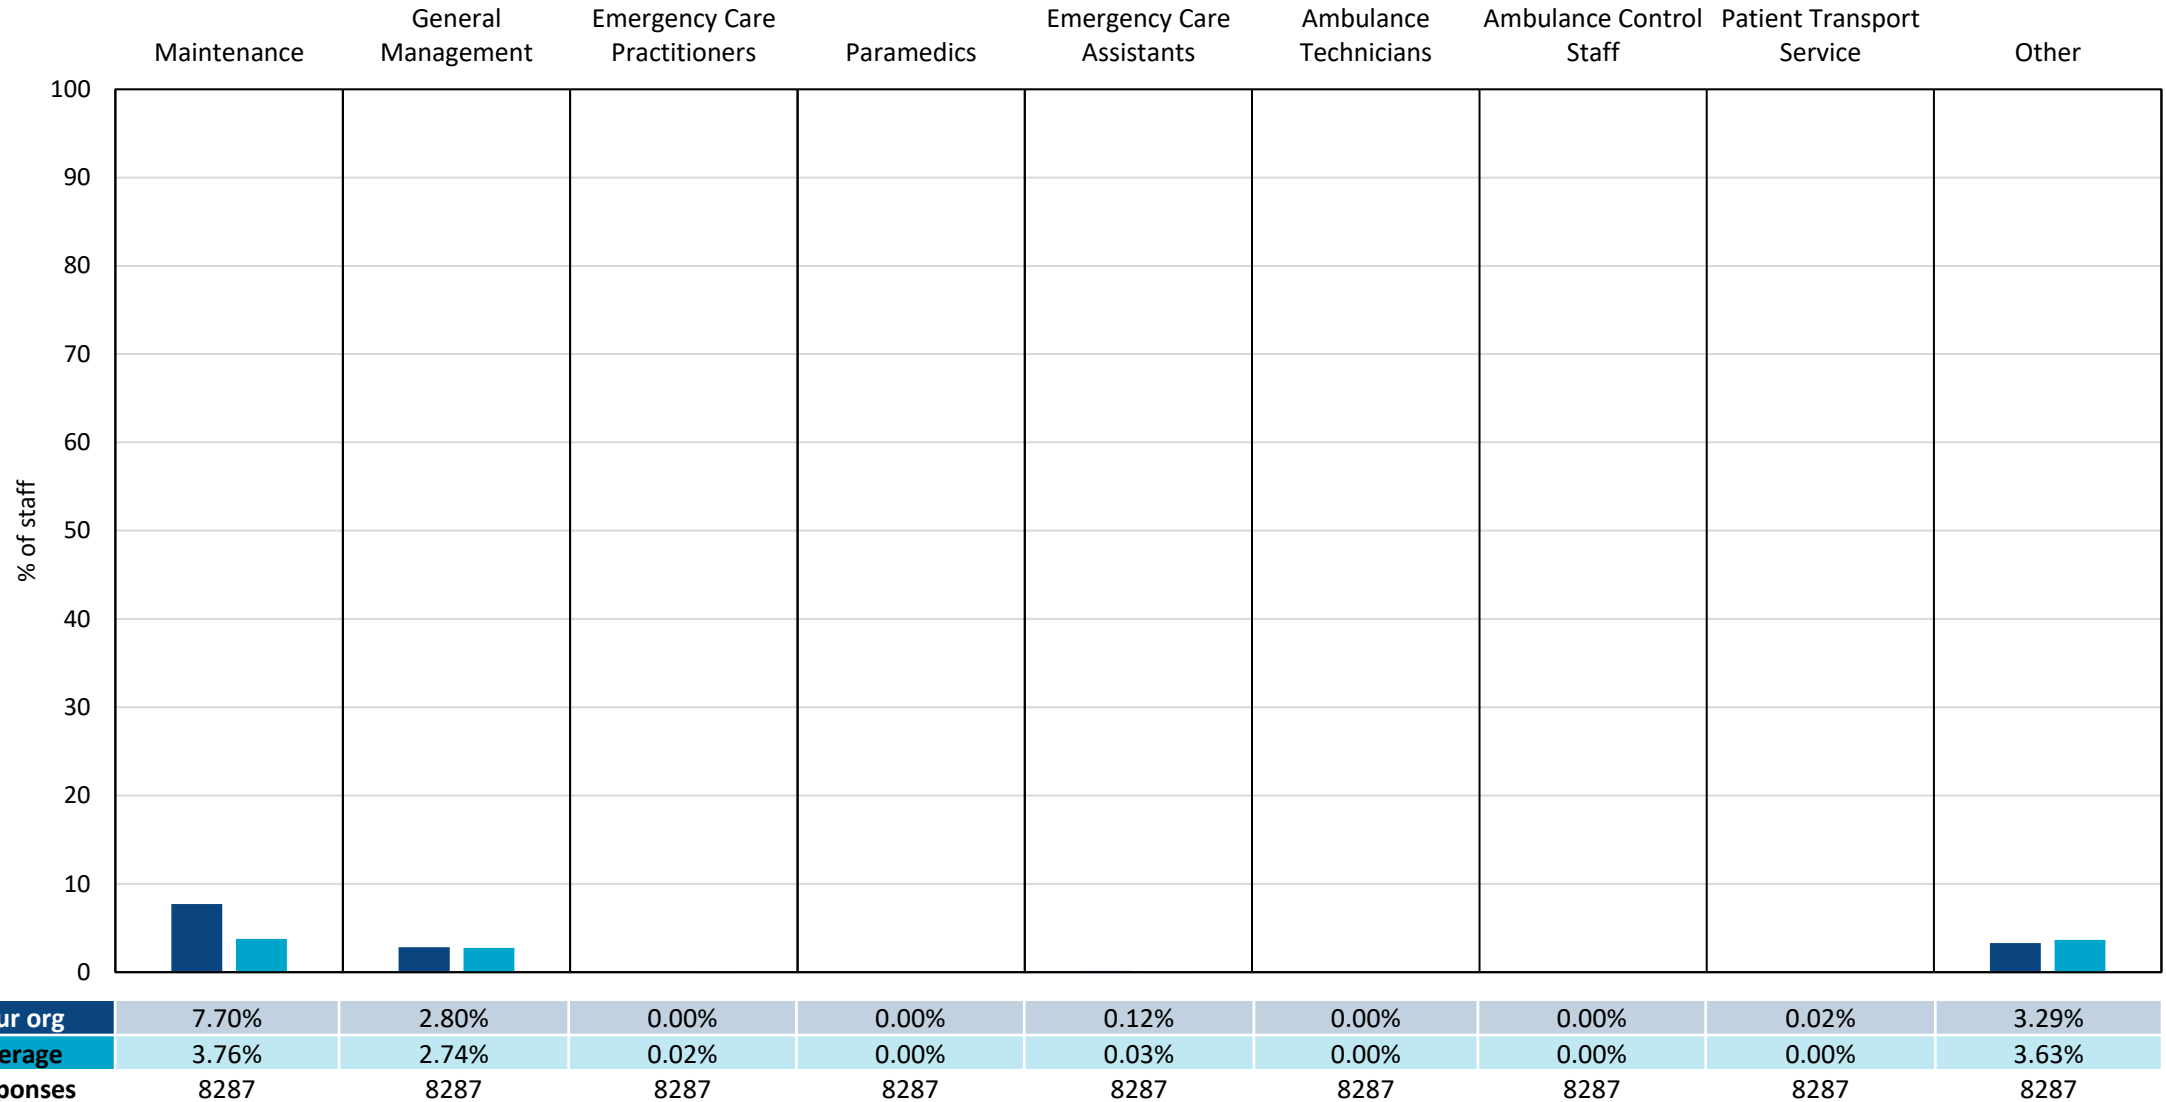 Maintenance
General
Management
Emergency Care
Practitioners
Paramedics
Emergency Care
Assistants
Ambulance
Technicians
Ambulance Control
Staff
Patient Transport
Service
Other
100
90
80
70
60
50
40
30
20
10
0
% of staff
ur org 7.70% 2.80% 0.00% 0.00% 0.12% 0.00% 0.00% 0.02% 3.29%
erage 3.76% 2.74% 0.02% 0.00% 0.03% 0.00% 0.00% 0.00% 3.63%
ponses 8287 8287 8287 8287 8287 8287 8287 8287 8287